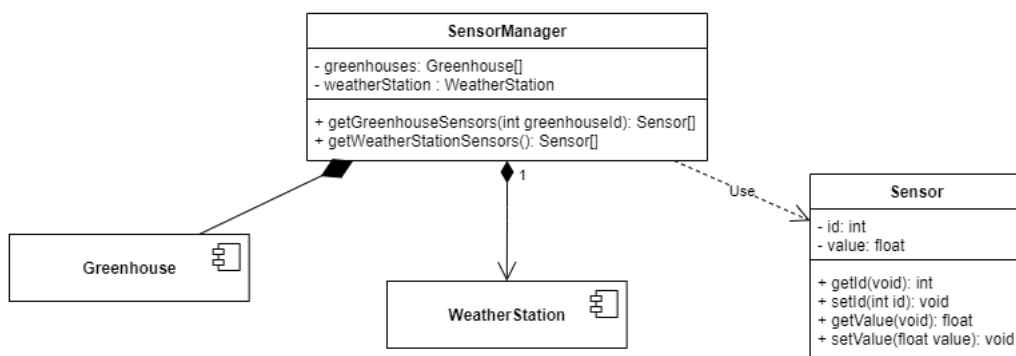 SensorManager
- greenhouses: Greenhouse[]
- weatherStation : WeatherStation
+ getGreenhouseSensors(int greenhouseId): Sensor[]
+ getWeatherStationSensors(): Sensor[]
1
Use
Sensor
- id: int
- value: float
+ getId(void): int
+ setId(int id): void
+ getValue(void): float
+ setValue(float value): void
Greenhouse
WeatherStation